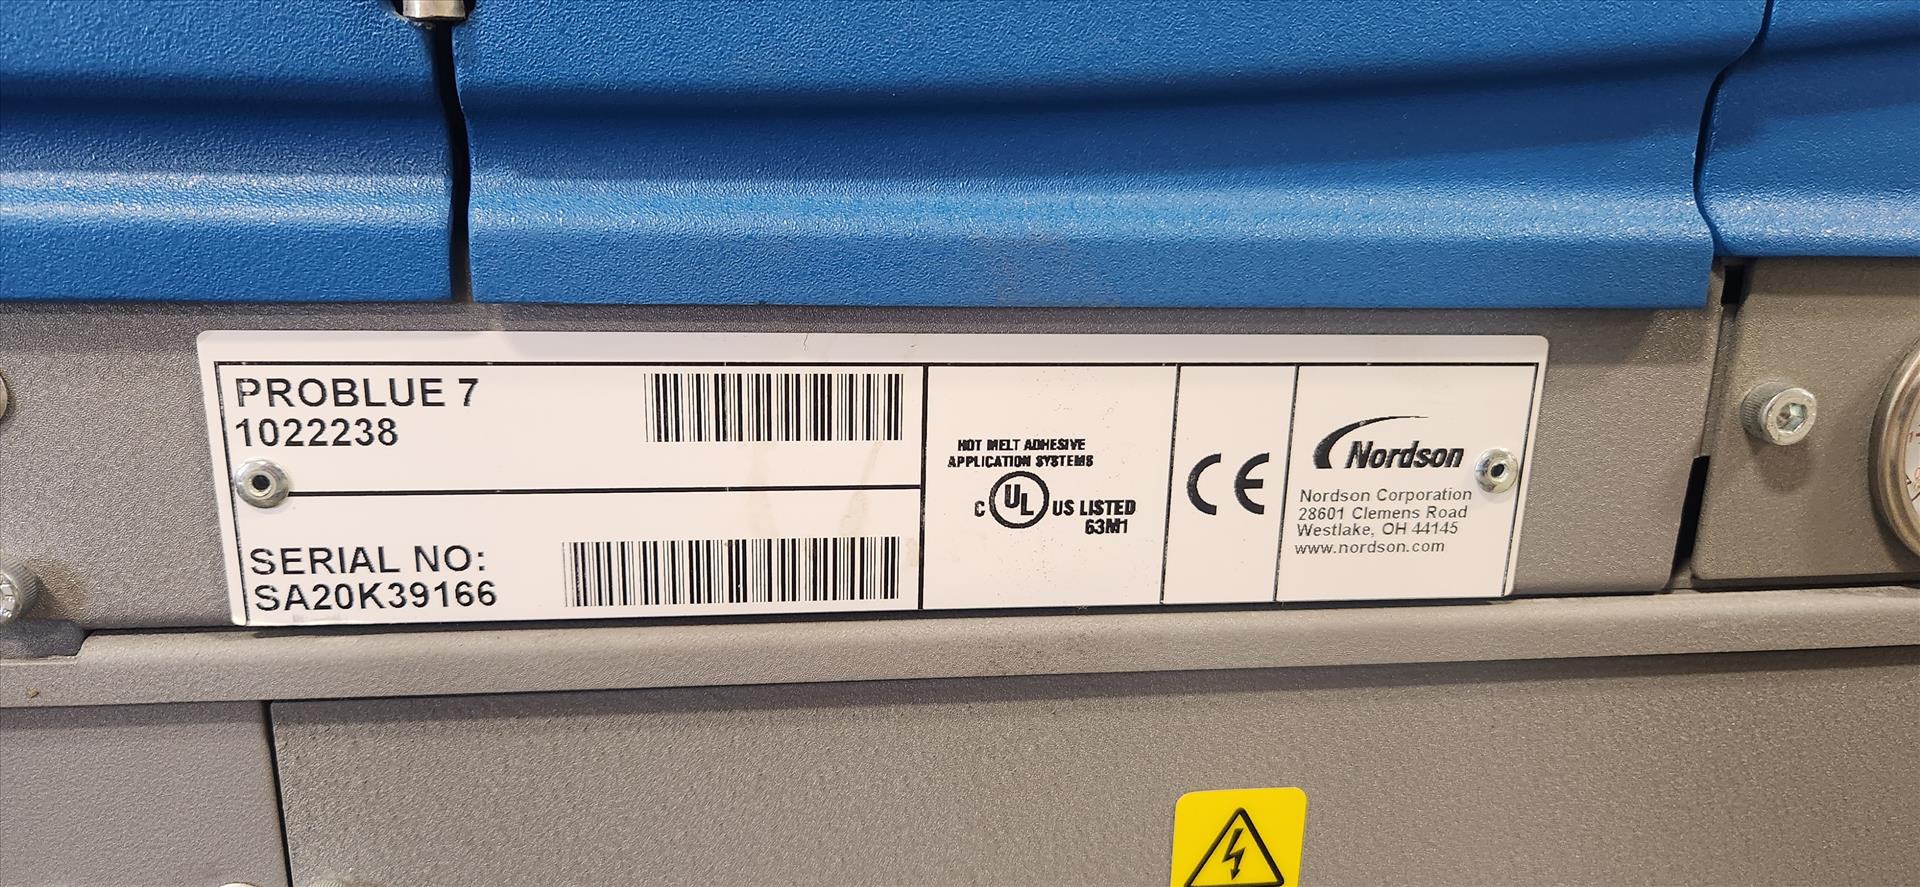 PROBLUE 7
1022238
SERIAL NO:
SA20K39166
HOT MELT ADHESIVE
APPLICATION SYSTEMS
C UL US LISTED
63M1
CE
Nordson
Nordson Corporation
28601 Clemens Road
Westlake, OH 44145
www.nordson.com